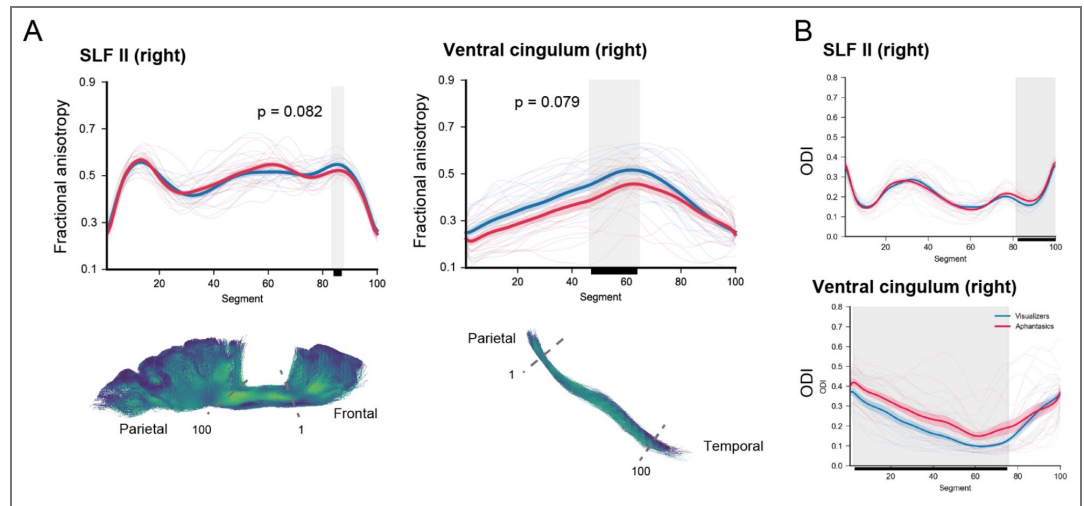 A
SLF II (right)
Fractional anisotropy
0.9
0.7
0.5
0.3
0.1
p = 0.082
20
40
60
80
100
Segment
Parietal
100
1
Frontal
Ventral cingulum (right)
Fractional anisotropy
0.9
0.7
0.5
0.3
0.1
p = 0.079
20
40
60
80
100
Segment
Parietal
1
100
Temporal
B
SLF II (right)
ODI
0.8
0.7
0.6
0.5
0.4
0.3
0.2
0.1
0.0
0
20
40
60
80
100
Segment
Ventral cingulum (right)
ODI
ODI
0.8
0.7
0.6
0.5
0.4
0.3
0.2
0.1
0.0
0
20
40
60
80
100
Segment
Visualizers
Aphantasics